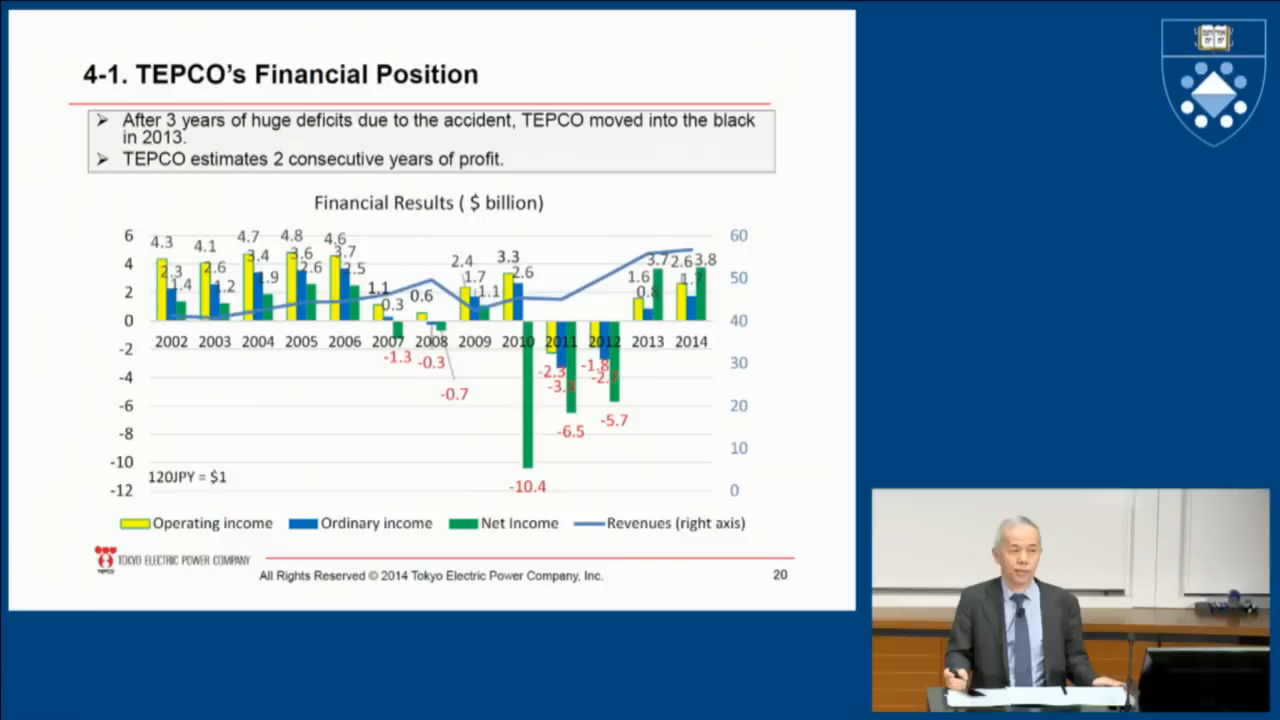 4-1. TEPCO's Financial Position
➢ After 3 years of huge deficits due to the accident, TEPCO moved into the black
in 2013.
➢ TEPCO estimates 2 consecutive years of profit.
Financial Results ( $ billion)
6 4 2 0 -2 -4 -6 -8 -10 -12
60 50 40 30 20 10 0
4.3 2.3 1.4
4.1 2.6 1.2
4.7 3.4 1.9
4.8 3.6 2.6
4.6 3.7 2.5
1.1 0.3 -1.3
0.6 -0.3 -0.7
2.4 1.7 1.1
3.3 2.6 -10.4
-2.3 -6.5
-1.8 -5.7
1.6 0.8 3.7
2.6 3.8
2002 2003 2004 2005 2006 2007 2008 2009 2010 2011 2012 2013 2014
120JPY = $1
Operating income Ordinary income Net Income Revenues (right axis)
TEPCO
TOKYO ELECTRIC POWER COMPANY
All Rights Reserved © 2014 Tokyo Electric Power Company, Inc.
20